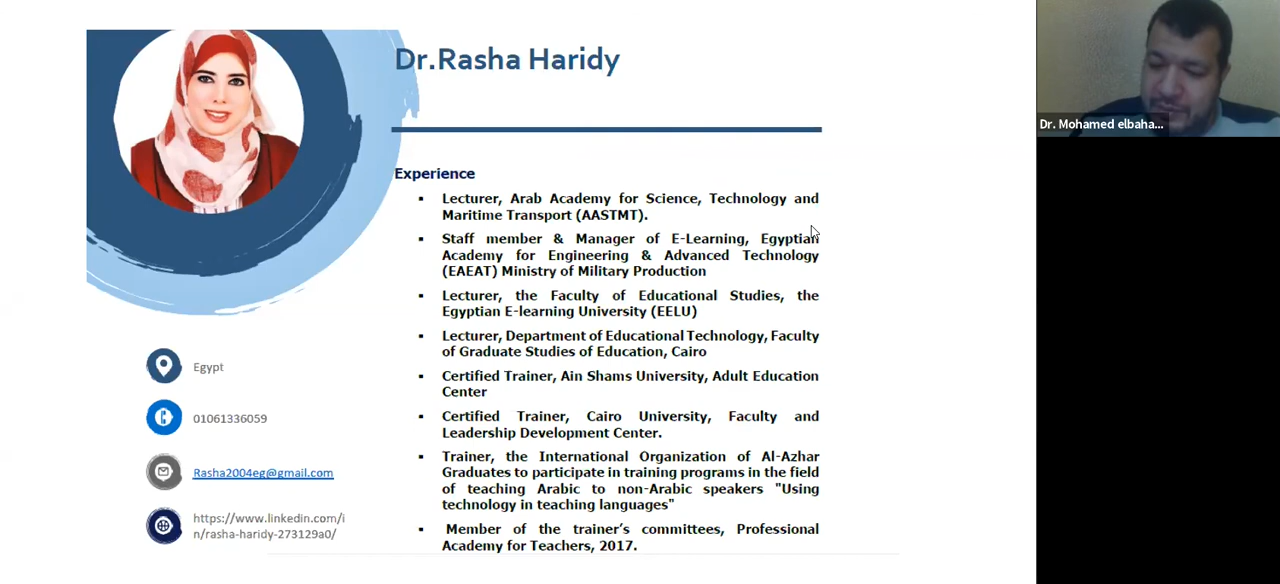 Dr.Rasha Haridy
Experience
▪ Lecturer, Arab Academy for Science, Technology and
Maritime Transport (AASTMT).
▪ Staff member & Manager of E-Learning, Egyptian
Academy for Engineering & Advanced Technology
(EAEAT) Ministry of Military Production
▪ Lecturer, the Faculty of Educational Studies, the
Egyptian E-learning University (EELU)
▪ Lecturer, Department of Educational Technology, Faculty
of Graduate Studies of Education, Cairo
▪ Certified Trainer, Ain Shams University, Adult Education
Center
▪ Certified Trainer, Cairo University, Faculty and
Leadership Development Center.
▪ Trainer, the International Organization of Al-Azhar
Graduates to participate in training programs in the field
of teaching Arabic to non-Arabic speakers "Using
technology in teaching languages"
▪ Member of the trainer’s committees, Professional
Academy for Teachers, 2017.
Egypt
01061336059
Rasha2004eg@gmail.com
https://www.linkedin.com/i
n/rasha-haridy-273129a0/
Dr. Mohamed elbaha...